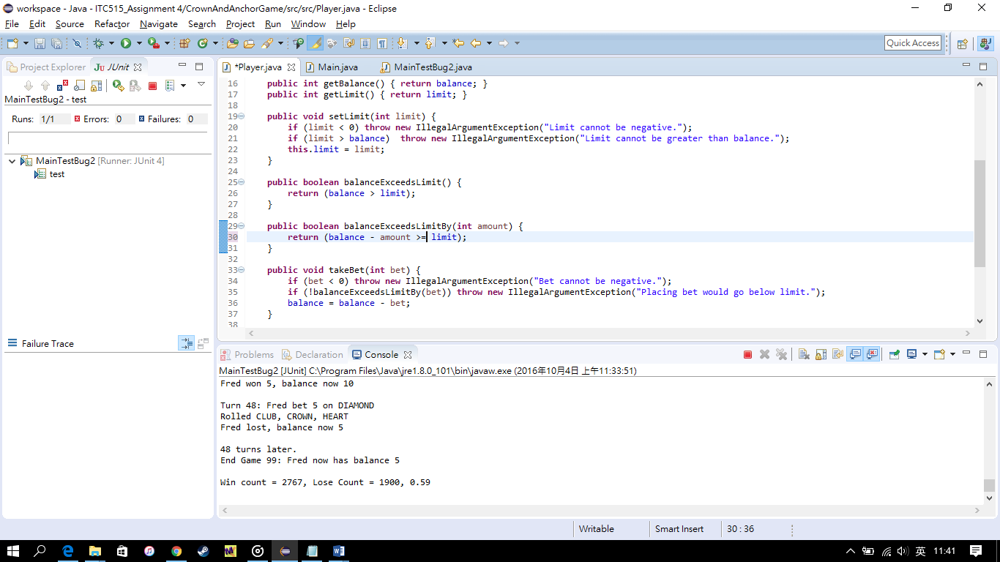 workspace - Java - ITC515_Assignment 4/CrownAndAnchorGame/src/src/Player.java - Eclipse
File Edit Source Refactor Navigate Search Project Run Window Help
Quick Access
Project Explorer JUnit
*Player.java Main.java MainTestBug2.java
MainTestBug2 - test
Runs: 1/1 Errors: 0 Failures: 0
MainTestBug2 [Runner: JUnit 4]
test
Failure Trace
16 public int getBalance() { return balance; }
17 public int getLimit() { return limit; }
18
19 public void setLimit(int limit) {
20 if (limit < 0) throw new IllegalArgumentException("Limit cannot be negative.");
21 if (limit > balance)  throw new IllegalArgumentException("Limit cannot be greater than balance.");
22 this.limit = limit;
23 }
24
25 public boolean balanceExceedsLimit() {
26 return (balance > limit);
27 }
28
29 public boolean balanceExceedsLimitBy(int amount) {
30 return (balance - amount >= limit);
31 }
32
33 public void takeBet(int bet) {
34 if (bet < 0) throw new IllegalArgumentException("Bet cannot be negative.");
35 if (!balanceExceedsLimitBy(bet)) throw new IllegalArgumentException("Placing bet would go below limit.");
36 balance = balance - bet;
37 }
38
Problems Declaration Console
MainTestBug2 [JUnit] C:\Program Files\Java\jre1.8.0_101\bin\javaw.exe (2016年10月4日 上午11:33:51)
Fred won 5, balance now 10
Turn 48: Fred bet 5 on DIAMOND
Rolled CLUB, CROWN, HEART
Fred lost, balance now 5
48 turns later.
End Game 99: Fred now has balance 5
Win count = 2767, Lose Count = 1900, 0.59
Writable Smart Insert 30 : 36
英 11:41